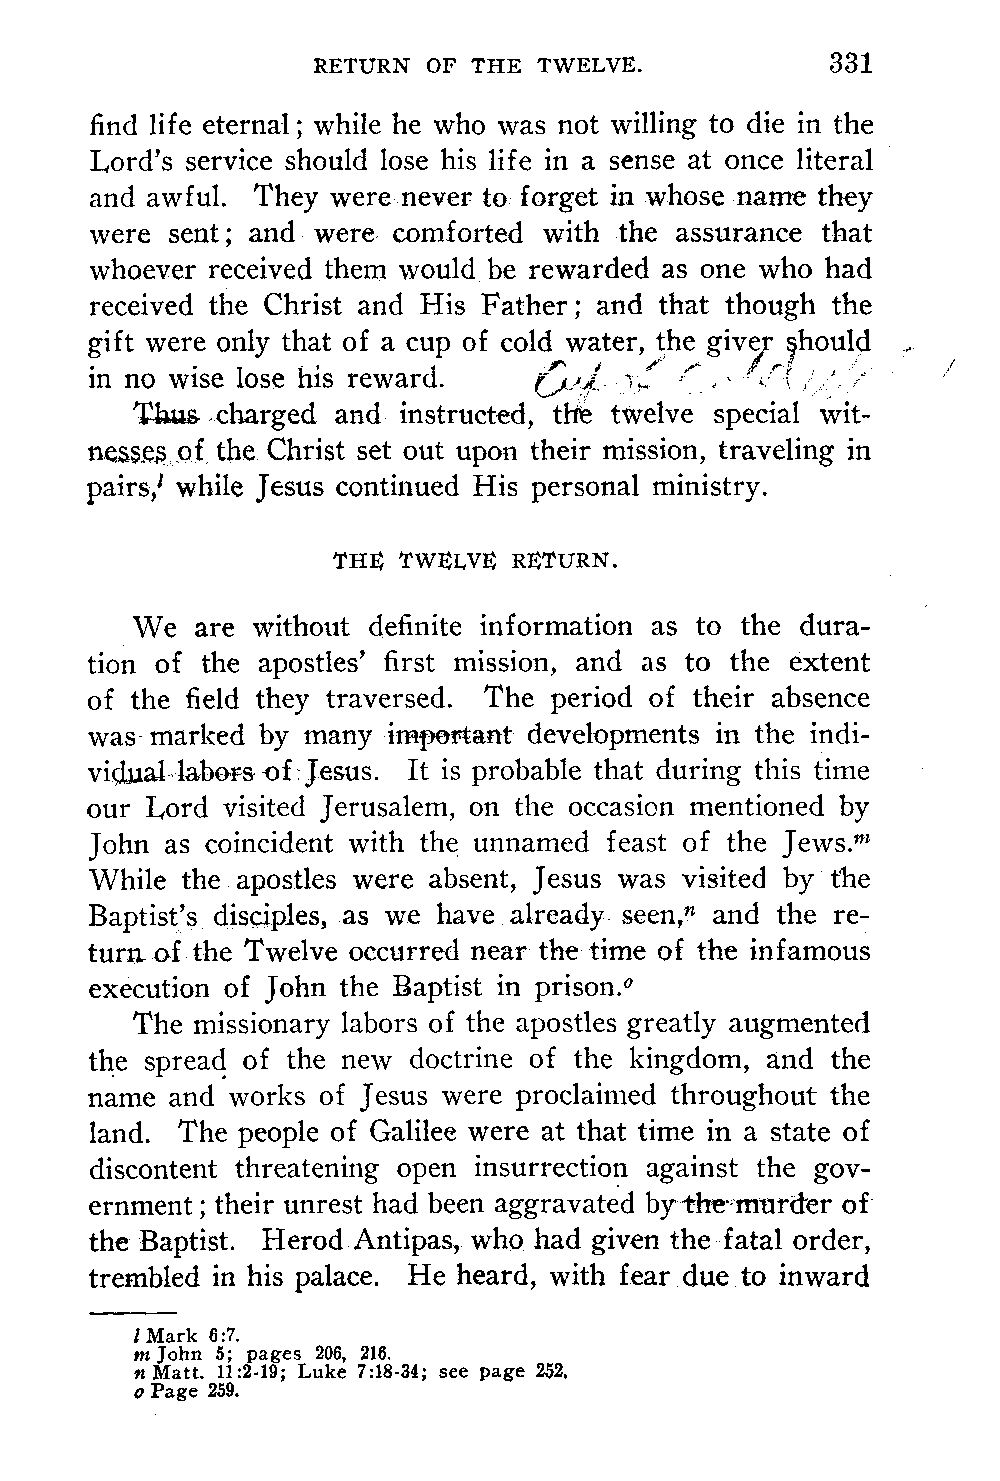 RETURN OF THE TWELVE. 331
find life eternal; while he who was not willing to die in the
Lord's service should lose his life in a sense at once literal
and awful. They were never to forget in whose name they
were sent; and were comforted with the assurance that
whoever received them would be rewarded as one who had
received the Christ and His Father; and that though the
gift were only that of a cup of cold water, the giver should
in no wise lose his reward. Cup of
Thus charged and instructed, the twelve special wit-
nesses of the Christ set out upon their mission, traveling in
pairs,l while Jesus continued His personal ministry.
THE TWELVE RETURN.
We are without definite information as to the dura-
tion of the apostles' first mission, and as to the extent
of the field they traversed. The period of their absence
was marked by many important developments in the indi-
vidual labors of Jesus. It is probable that during this time
our Lord visited Jerusalem, on the occasion mentioned by
John as coincident with the unnamed feast of the Jews.m
While the apostles were absent, Jesus was visited by the
Baptist's disciples, as we have already seen,n and the re-
turn of the Twelve occurred near the time of the infamous
execution of John the Baptist in prison.o
The missionary labors of the apostles greatly augmented
the spread of the new doctrine of the kingdom, and the
name and works of Jesus were proclaimed throughout the
land. The people of Galilee were at that time in a state of
discontent threatening open insurrection against the gov-
ernment; their unrest had been aggravated by the murder of
the Baptist. Herod Antipas, who had given the fatal order,
trembled in his palace. He heard, with fear due to inward
l Mark 6:7.
m John 5; pages 206, 216.
n Matt. 11:2-19; Luke 7:18-34; see page 252.
o Page 259.